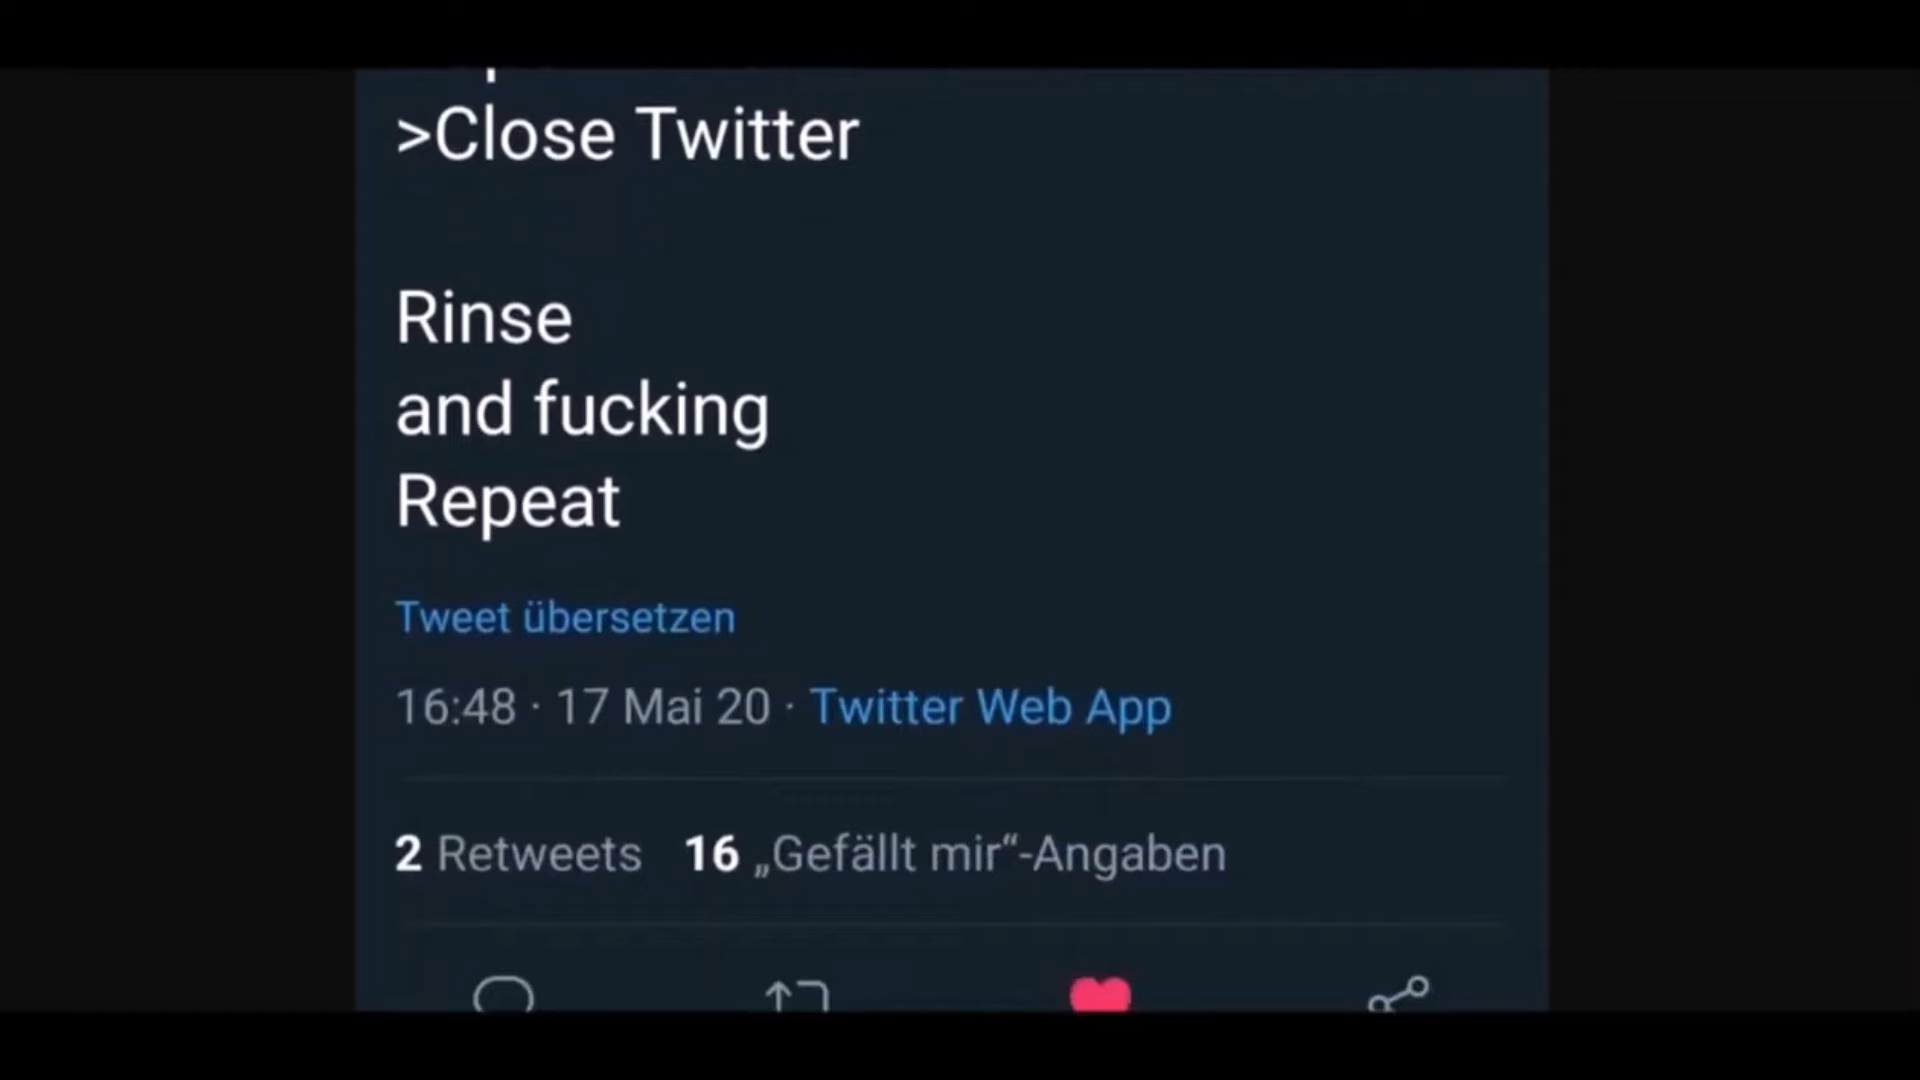 >Close Twitter
Rinse
and fucking
Repeat
Tweet übersetzen
16:48 · 17 Mai 20 · Twitter Web App
2 Retweets 16 „Gefällt mir“-Angaben